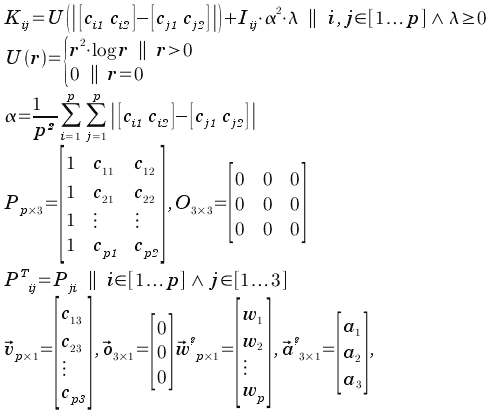 K_ij=U(|[c_i1 c_i2]−[c_j1 c_j2]|)+I_ij·α²·λ ∥ i,j∈[1…p]∧λ≥0
U(r)={r²·log r ∥ r>0
0 ∥ r=0
α=1/p² ∑_{i=1}^{p} ∑_{j=1}^{p} |[c_i1 c_i2]−[c_j1 c_j2]|
P_{p×3}=[1 c_11 c_12; 1 c_21 c_22; 1 ⋮ ⋮; 1 c_p1 c_p2], O_{3×3}=[0 0 0; 0 0 0; 0 0 0]
P^T_ij=P_ji ∥ i∈[1…p]∧j∈[1…3]
v⃗_{p×1}=[c_13; c_23; ⋮; c_p3], o⃗_{3×1}=[0; 0; 0] w⃗^?_{p×1}=[w_1; w_2; ⋮; w_p], a⃗^?_{3×1}=[a_1; a_2; a_3],